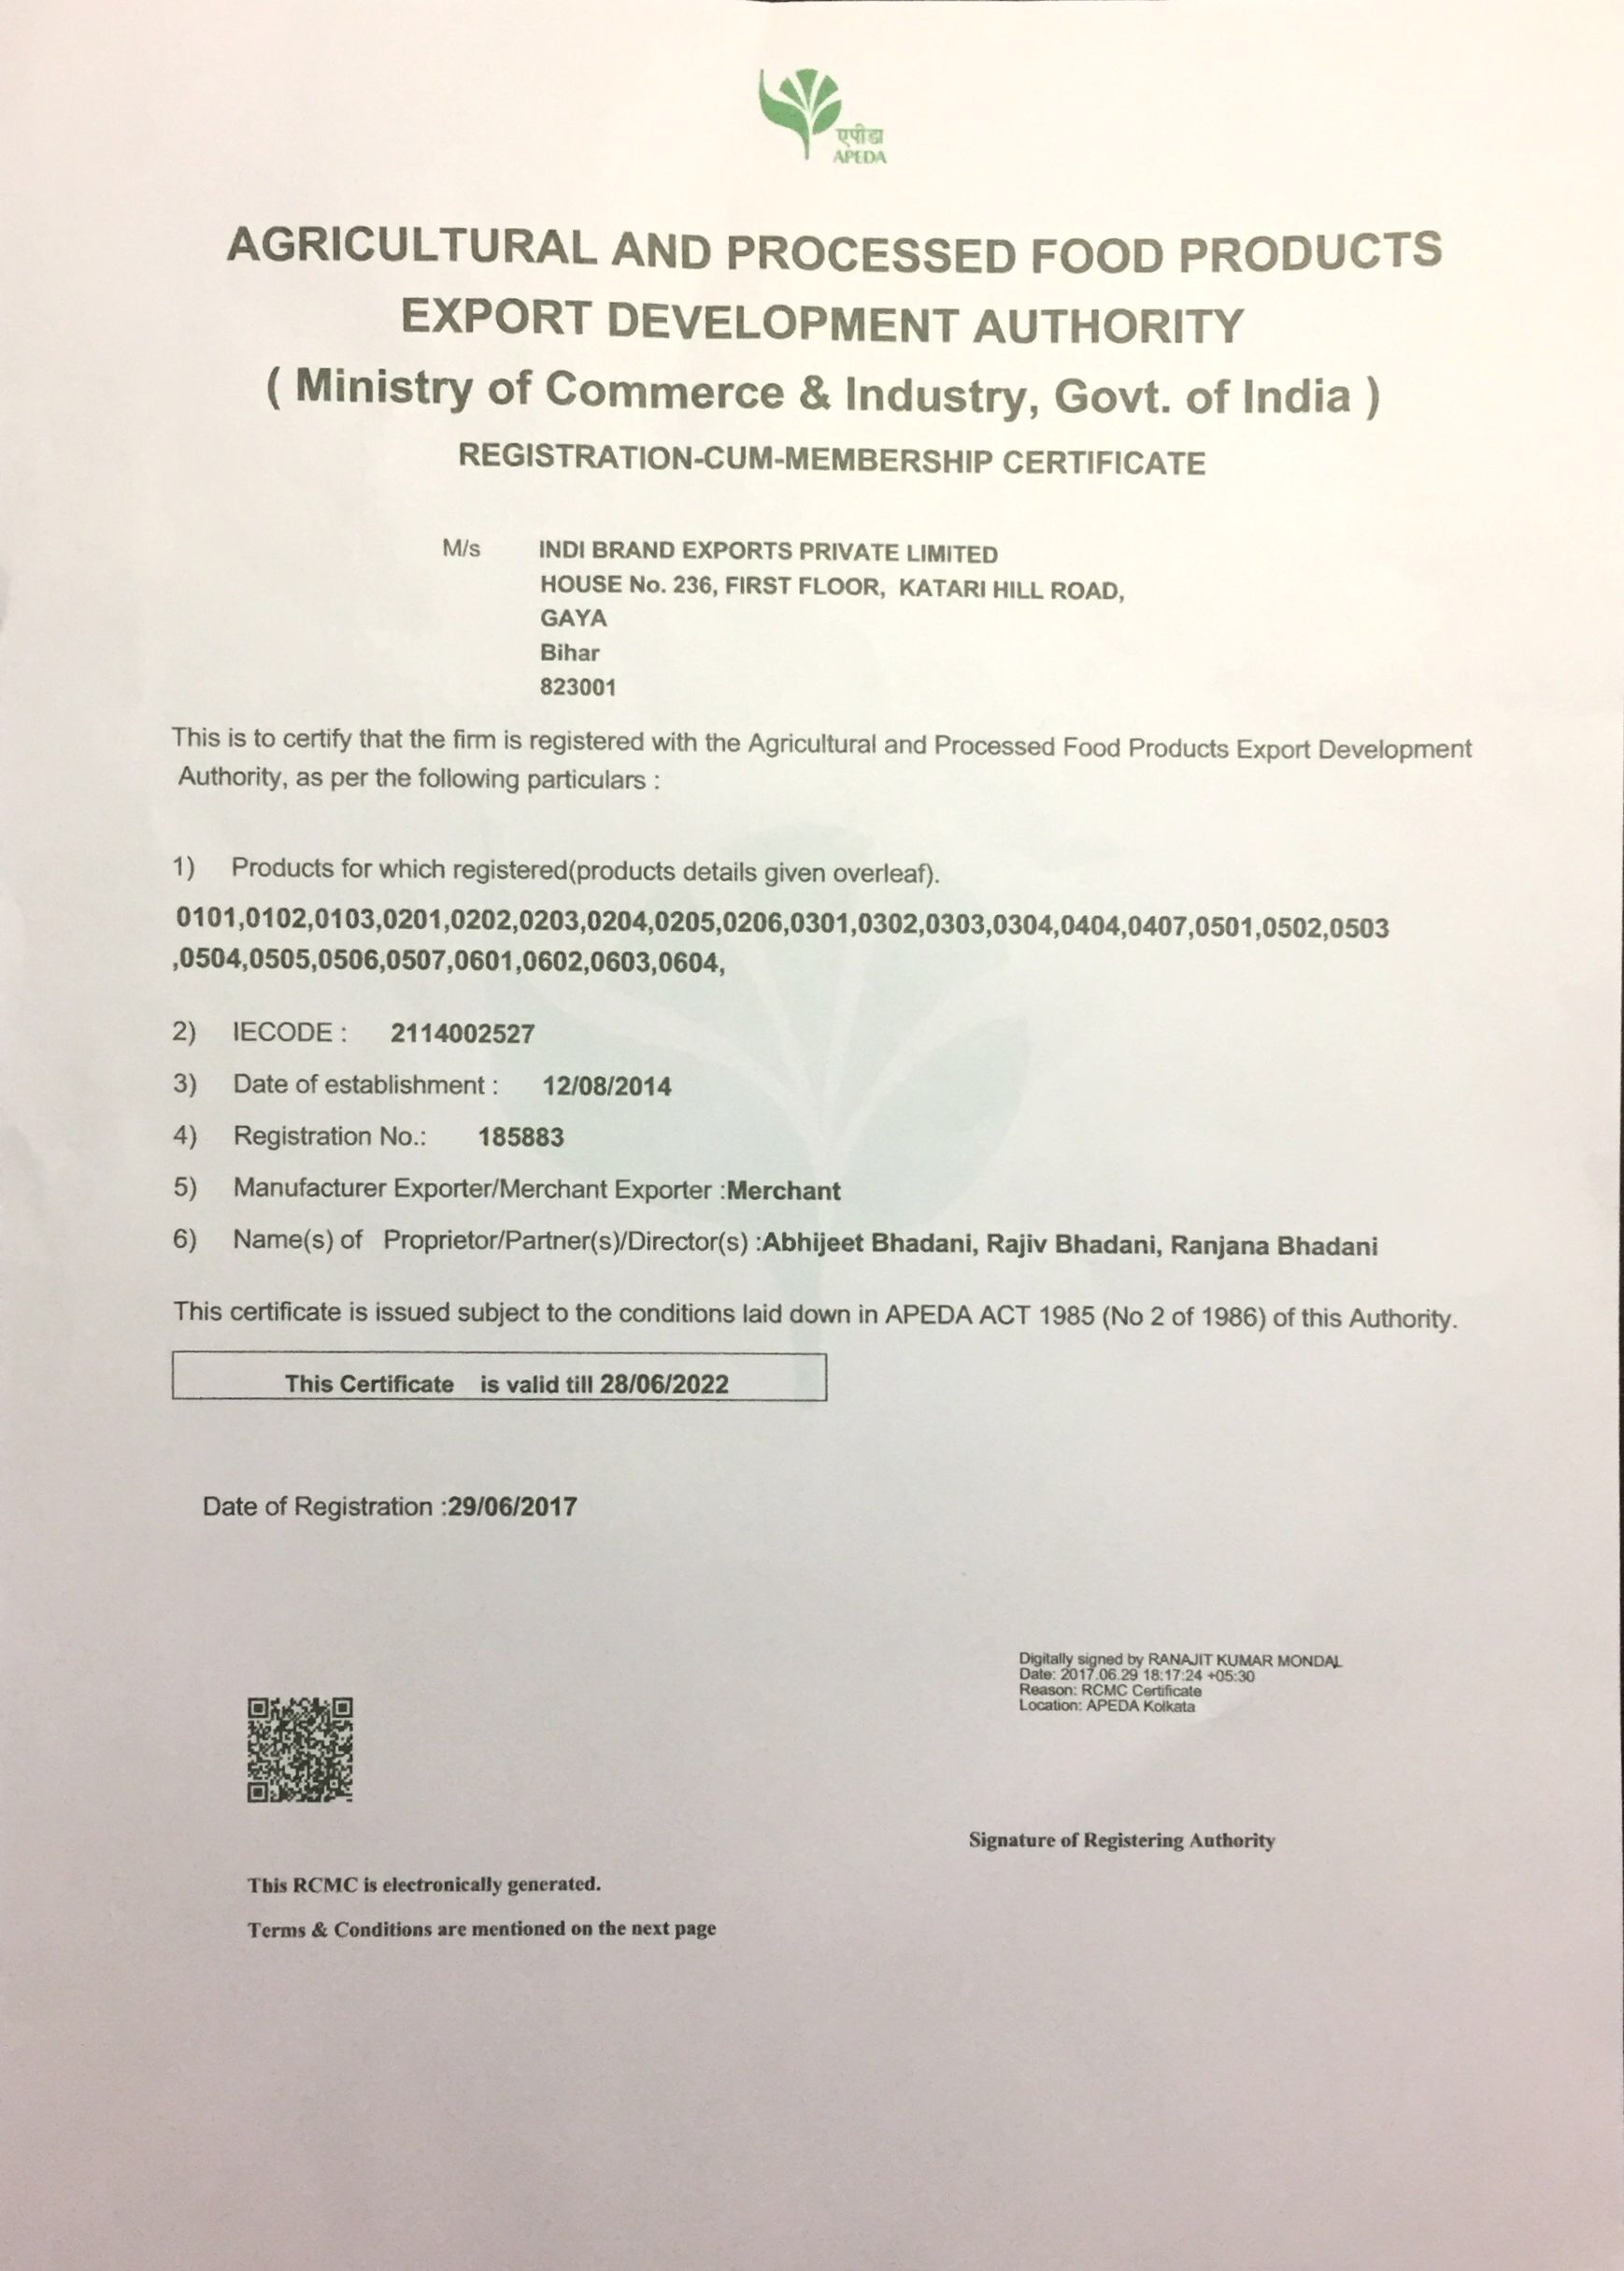 एपीडा
APEDA
AGRICULTURAL AND PROCESSED FOOD PRODUCTS
EXPORT DEVELOPMENT AUTHORITY
( Ministry of Commerce & Industry, Govt. of India )
REGISTRATION-CUM-MEMBERSHIP CERTIFICATE
M/s INDI BRAND EXPORTS PRIVATE LIMITED
HOUSE No. 236, FIRST FLOOR, KATARI HILL ROAD,
GAYA
Bihar
823001
This is to certify that the firm is registered with the Agricultural and Processed Food Products Export Development
Authority, as per the following particulars :
1) Products for which registered(products details given overleaf).
0101,0102,0103,0201,0202,0203,0204,0205,0206,0301,0302,0303,0304,0404,0407,0501,0502,0503
,0504,0505,0506,0507,0601,0602,0603,0604,
2) IECODE : 2114002527
3) Date of establishment : 12/08/2014
4) Registration No.: 185883
5) Manufacturer Exporter/Merchant Exporter :Merchant
6) Name(s) of Proprietor/Partner(s)/Director(s) :Abhijeet Bhadani, Rajiv Bhadani, Ranjana Bhadani
This certificate is issued subject to the conditions laid down in APEDA ACT 1985 (No 2 of 1986) of this Authority.
This Certificate is valid till 28/06/2022
Date of Registration :29/06/2017
Digitally signed by RANAJIT KUMAR MONDAL
Date: 2017.06.29 18:17:24 +05:30
Reason: RCMC Certificate
Location: APEDA Kolkata
Signature of Registering Authority
This RCMC is electronically generated.
Terms & Conditions are mentioned on the next page